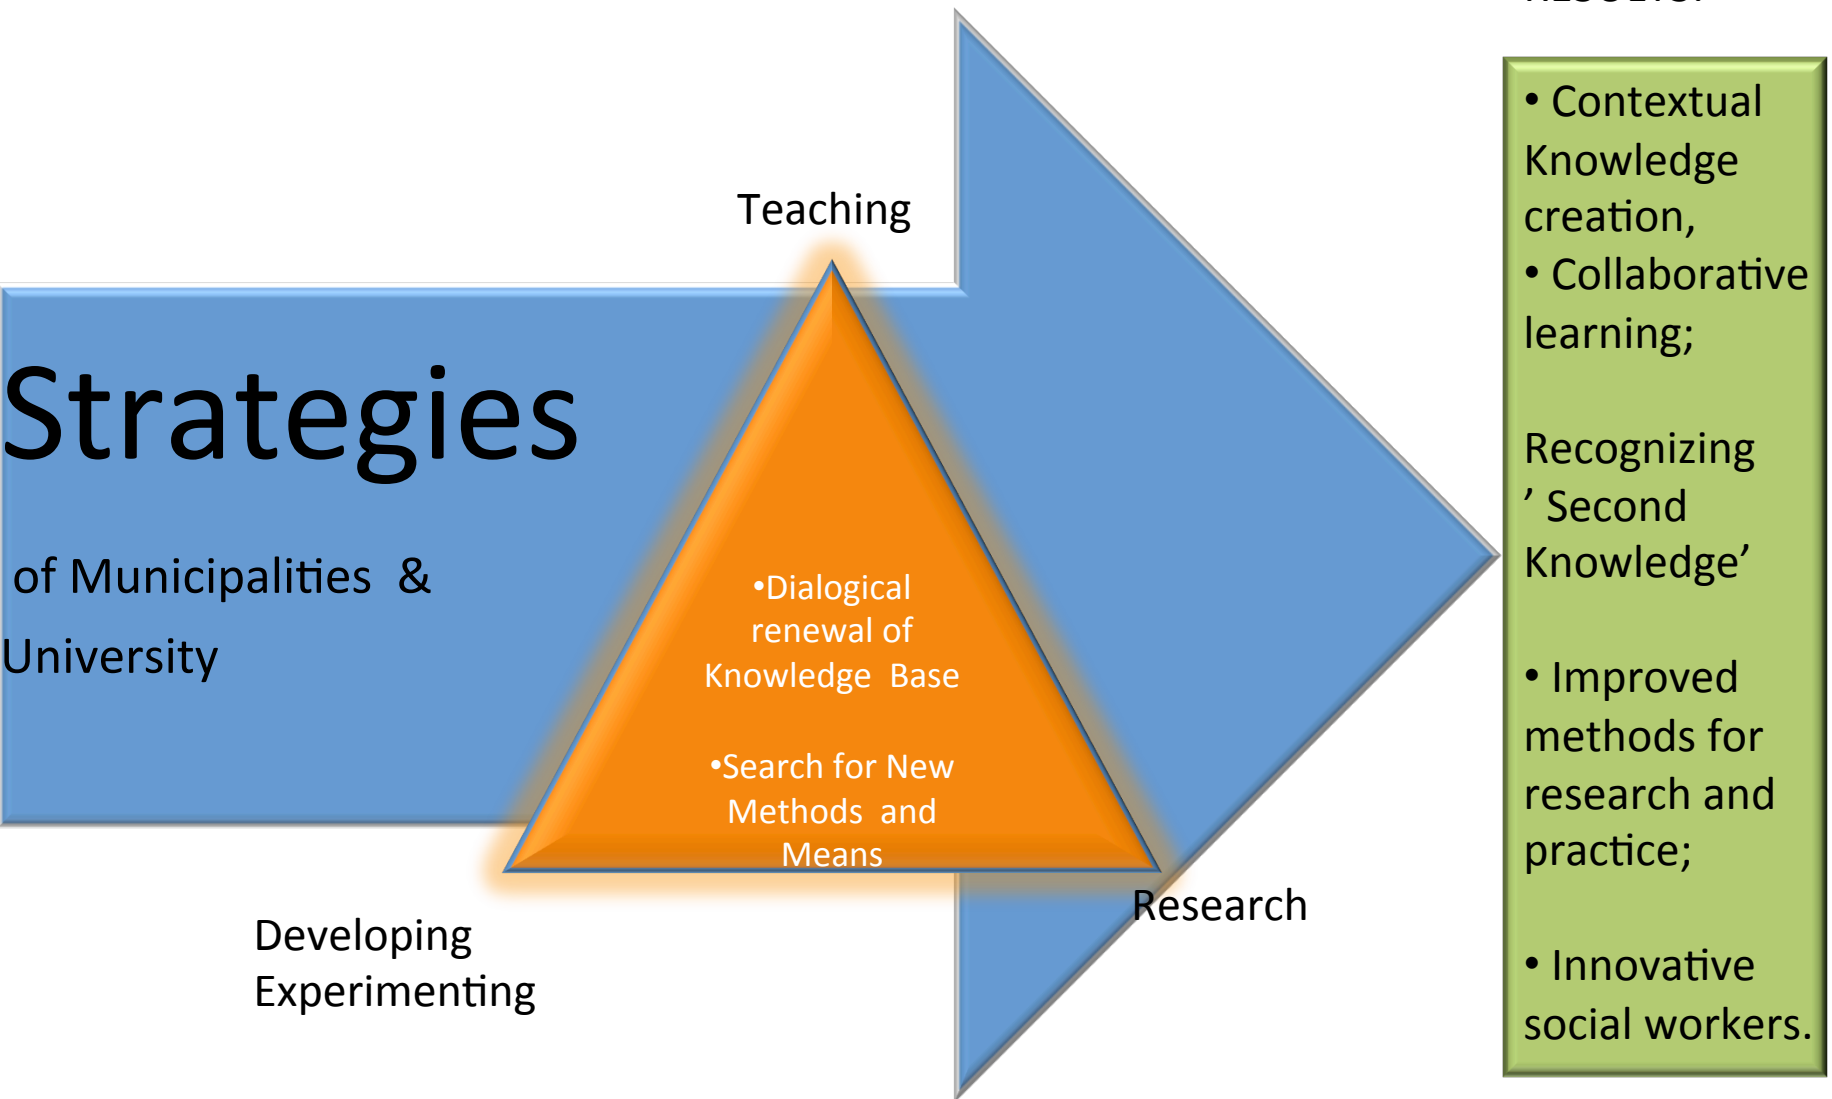 Teaching
Strategies
of Municipalities &
University
•Dialogical
renewal of
Knowledge Base
•Search for New
Methods and
Means
Developing
Experimenting
Research
• Contextual
Knowledge
creation,
• Collaborative
learning;
Recognizing
’ Second
Knowledge’
• Improved
methods for
research and
practice;
• Innovative
social workers.